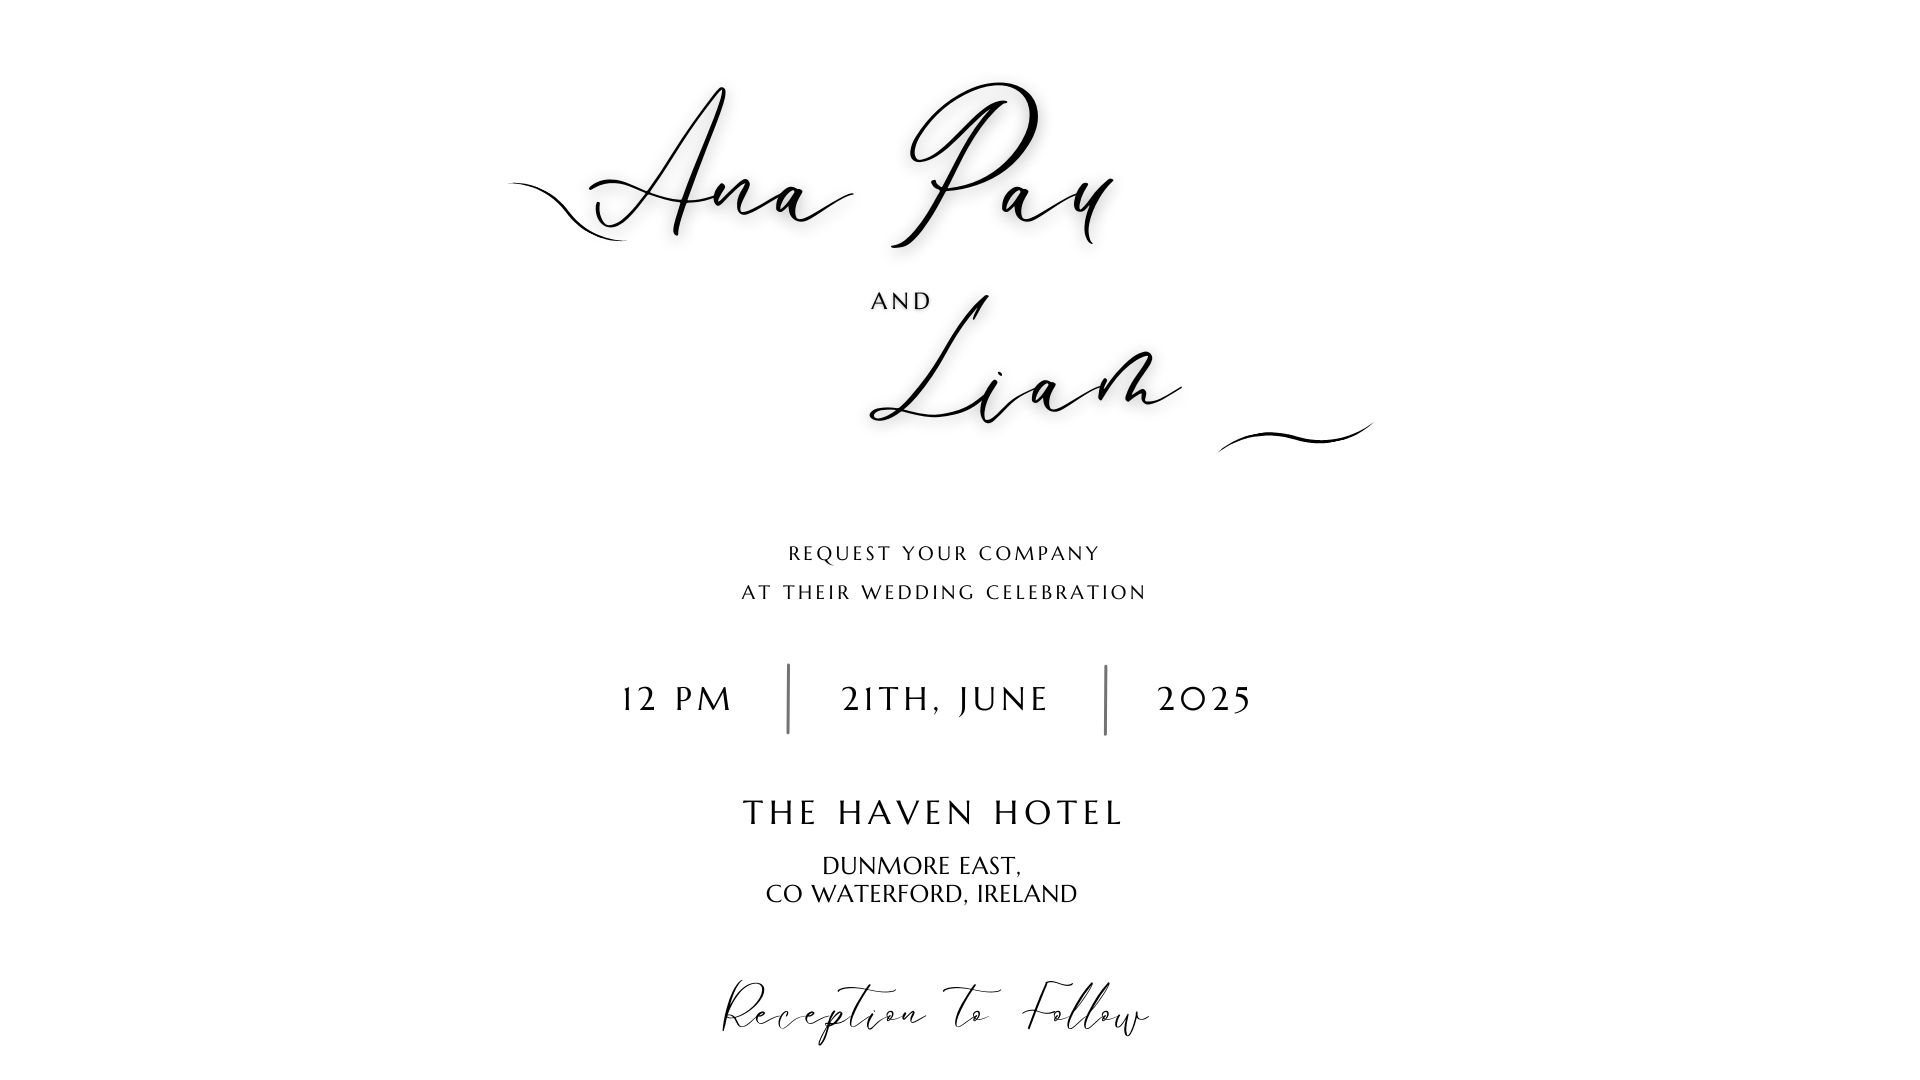 Ana Pau
AND
Liam
REQUEST YOUR COMPANY
AT THEIR WEDDING CELEBRATION
12 PM | 21TH, JUNE | 2025
THE HAVEN HOTEL
DUNMORE EAST,
CO WATERFORD, IRELAND
Reception to Follow